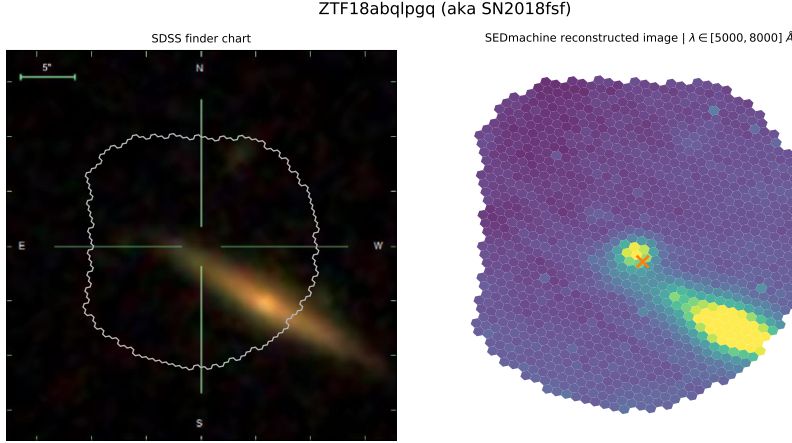 ZTF18abqlpgq (aka SN2018fsf)
SDSS finder chart
SEDmachine reconstructed image | λ ∈ [5000, 8000] Å
5"
N
E
W
S